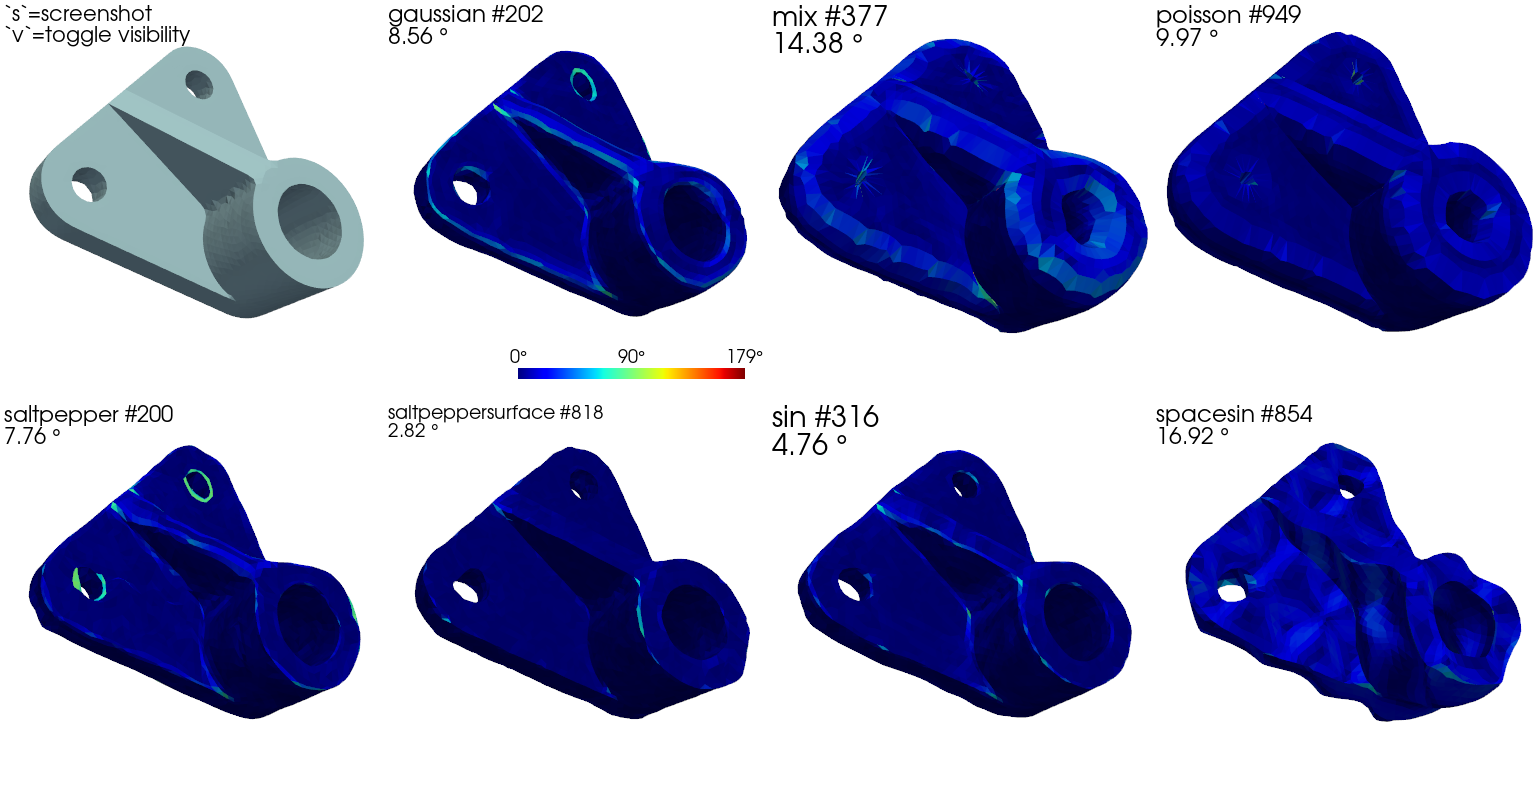 `s`=screenshot
`v`=toggle visibility
gaussian #202
8.56 °
mix #377
14.38 °
poisson #949
9.97 °
0° 90° 179°
saltpepper #200
7.76 °
saltpeppersurface #818
2.82 °
sin #316
4.76 °
spacesin #854
16.92 °